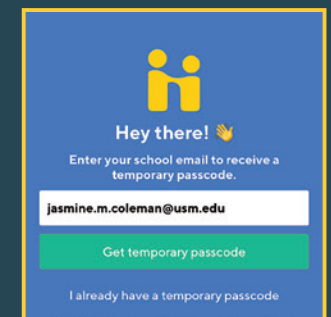 Hey there! 👋
Enter your school email to receive a
temporary passcode.
jasmine.m.coleman@usm.edu
Get temporary passcode
I already have a temporary passcode